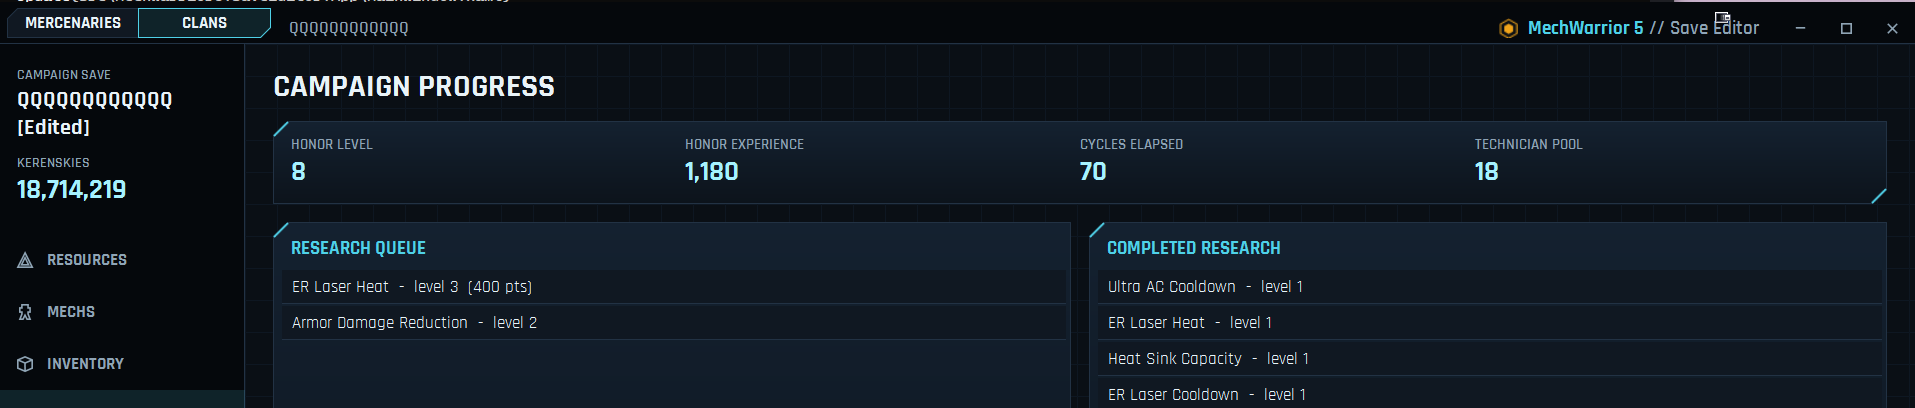 MERCENARIES
CLANS
QQQQQQQQQQQQ
MechWarrior 5 // Save Editor
CAMPAIGN SAVE
QQQQQQQQQQQQ
[Edited]
KERENSKIES
18,714,219
RESOURCES
MECHS
INVENTORY
CAMPAIGN PROGRESS
HONOR LEVEL
8
HONOR EXPERIENCE
1,180
CYCLES ELAPSED
70
TECHNICIAN POOL
18
RESEARCH QUEUE
ER Laser Heat - level 3 (400 pts)
Armor Damage Reduction - level 2
COMPLETED RESEARCH
Ultra AC Cooldown - level 1
ER Laser Heat - level 1
Heat Sink Capacity - level 1
ER Laser Cooldown - level 1